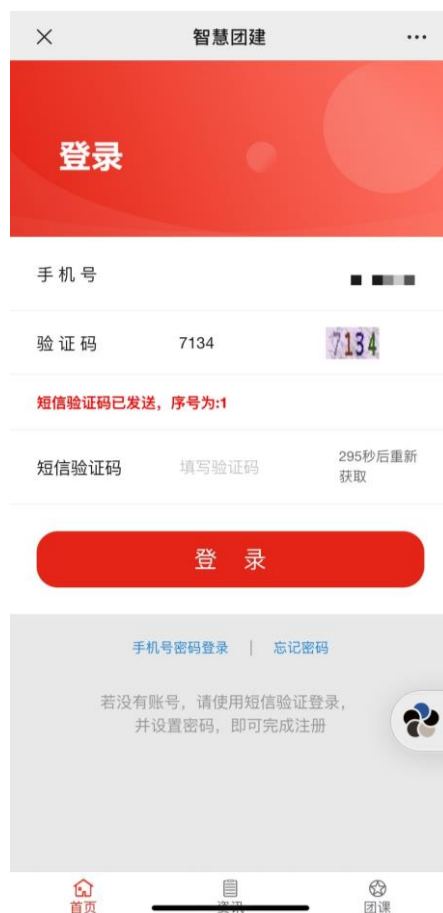 智慧团建
登录
手机号
验证码 7134 7134
短信验证码已发送，序号为:1
短信验证码 填写验证码 295秒后重新
获取
登 录
手机号密码登录 | 忘记密码
若没有账号，请使用短信验证登录，
并设置密码，即可完成注册
首页 资讯 团课